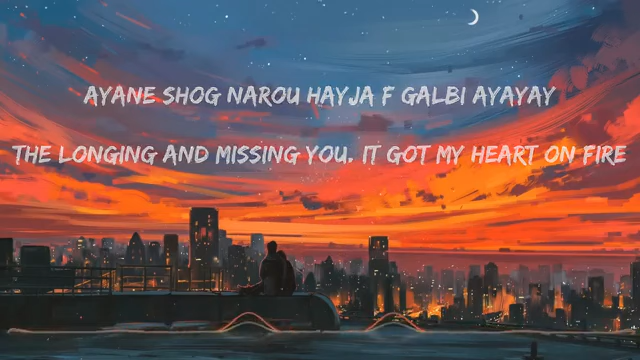 AYANE SHOG NAROU HAYJA F GALBI AYAYAY
THE LONGING AND MISSING YOU. IT GOT MY HEART ON FIRE